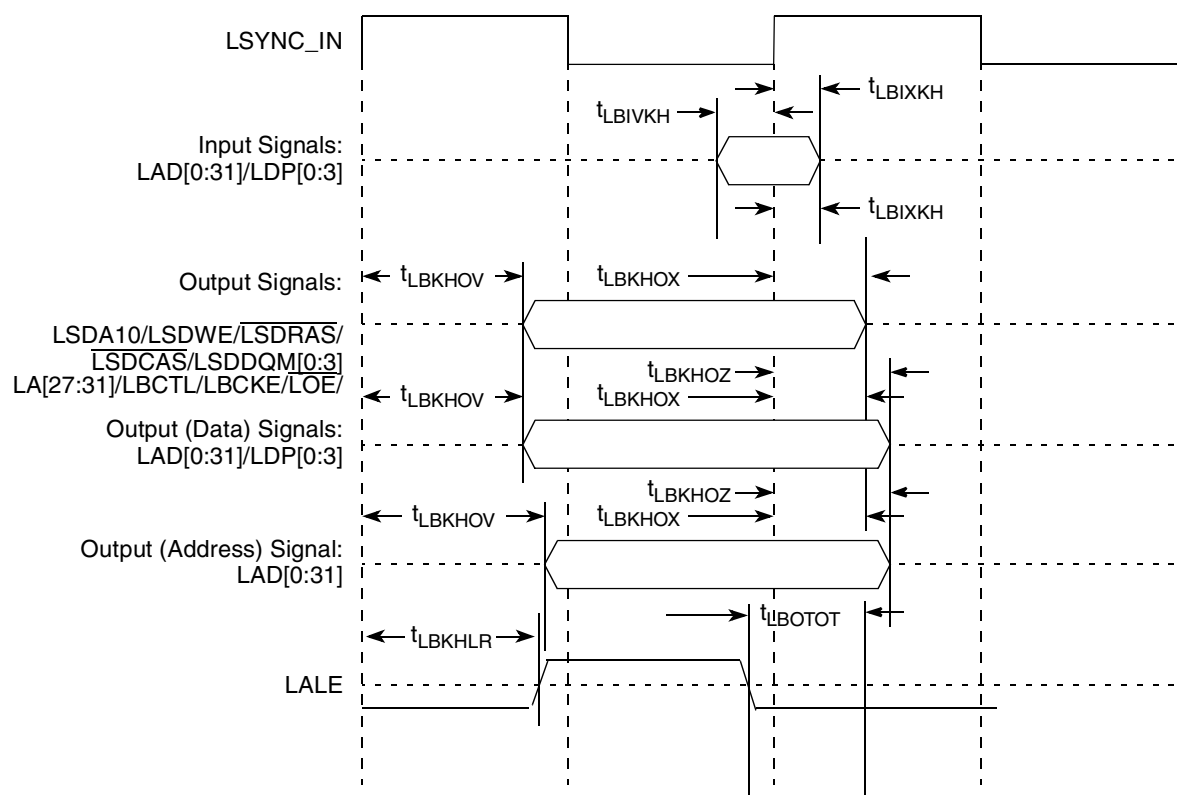 LSYNC_IN
tLBIXKH
tLBIVKH
Input Signals:
LAD[0:31]/LDP[0:3]
tLBIXKH
Output Signals:
tLBKHOV
tLBKHOX
LSDA10/LSDWE/LSDRAS/
LSDCAS/LSDDQM[0:3]
LA[27:31]/LBCTL/LBCKE/LOE/
tLBKHOZ
tLBKHOV
tLBKHOX
Output (Data) Signals:
LAD[0:31]/LDP[0:3]
tLBKHOZ
tLBKHOV
tLBKHOX
Output (Address) Signal:
LAD[0:31]
tLBOTOT
tLBKHLR
LALE